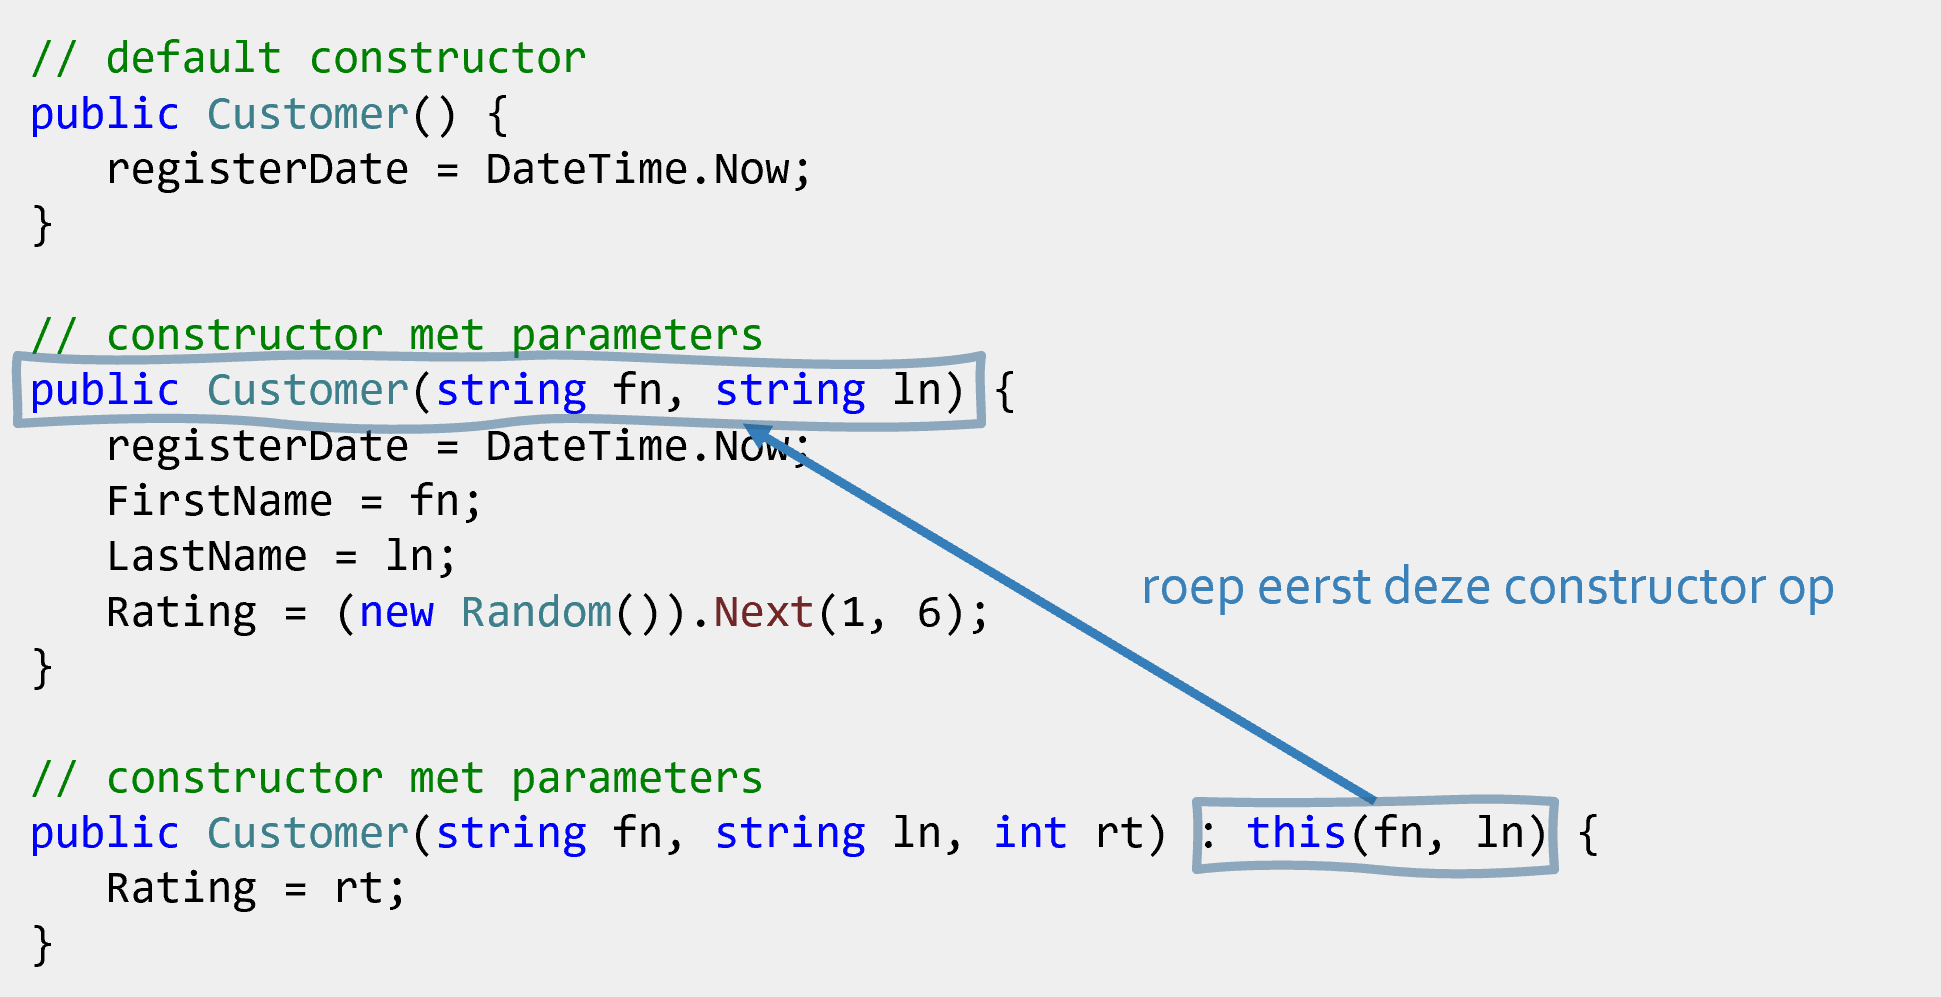 // default constructor
public Customer() {
   registerDate = DateTime.Now;
}

// constructor met parameters
public Customer(string fn, string ln) {
   registerDate = DateTime.Now;
   FirstName = fn;
   LastName = ln;
roep eerst deze constructor op
   Rating = (new Random()).Next(1, 6);
}

// constructor met parameters
public Customer(string fn, string ln, int rt) : this(fn, ln) {
   Rating = rt;
}